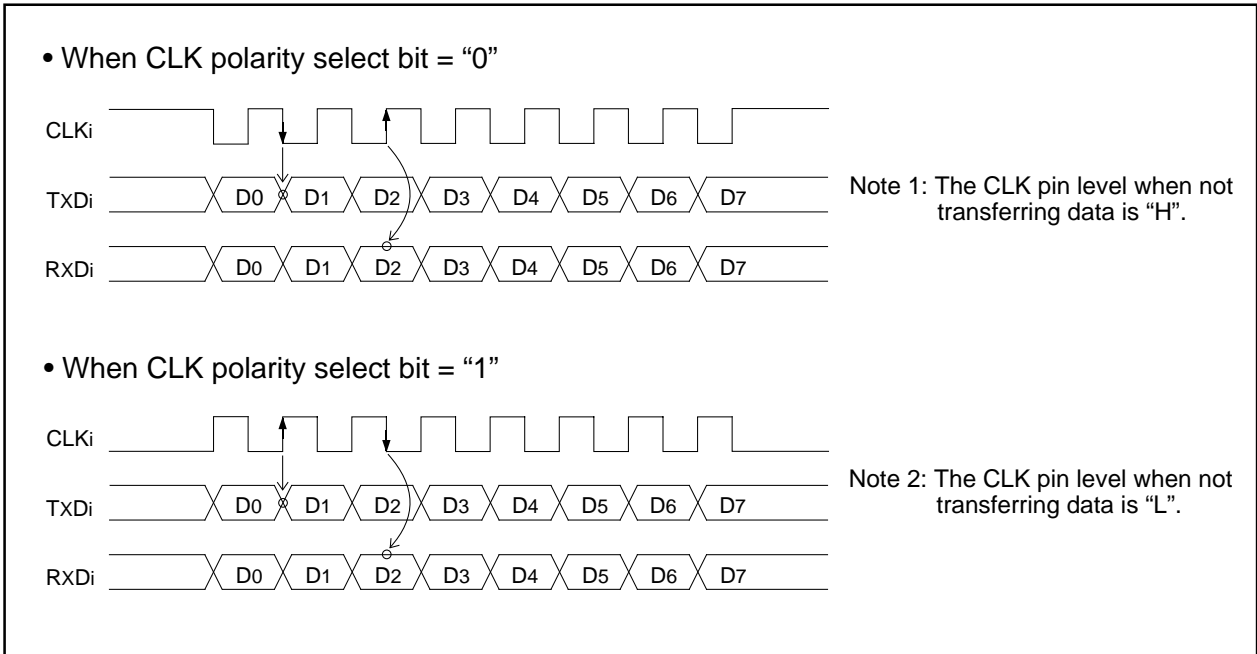 • When CLK polarity select bit = “0”
CLKi
TXDi D0 D1 D2 D3 D4 D5 D6 D7
RXDi D0 D1 D2 D3 D4 D5 D6 D7
Note 1: The CLK pin level when not
transferring data is “H”.
• When CLK polarity select bit = “1”
CLKi
TXDi D0 D1 D2 D3 D4 D5 D6 D7
RXDi D0 D1 D2 D3 D4 D5 D6 D7
Note 2: The CLK pin level when not
transferring data is “L”.